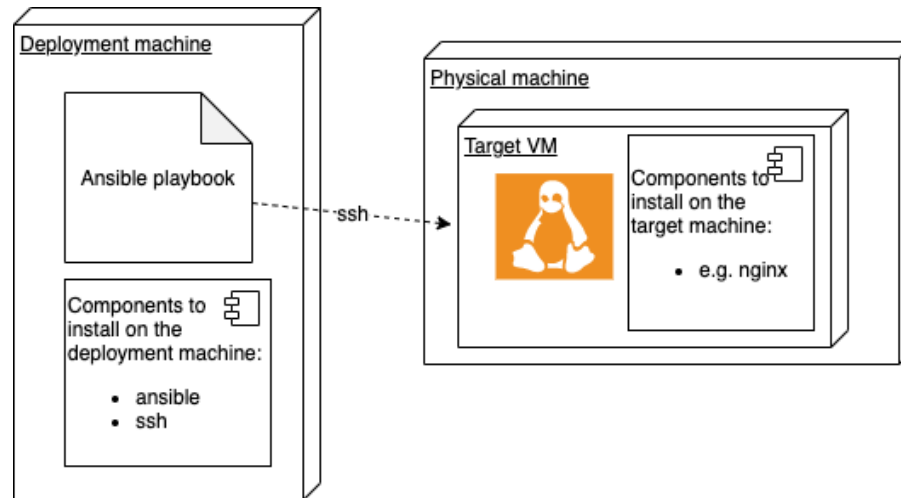 Deployment machine
Ansible playbook
Components to
install on the
deployment machine:
• ansible
• ssh
ssh
Physical machine
Target VM
Components to
install on the
target machine:
• e.g. nginx